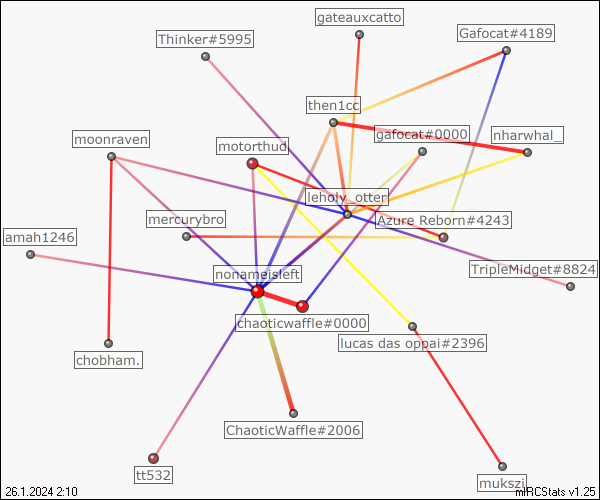 gateauxcatto
Thinker#5995
Gafocat#4189
then1cc
gafocat#0000
nharwhal_
moonraven
motorthud
leholy_otter
mercurybro
Azure Reborn#4243
amah1246
nonameisleft
TripleMidget#8824
chaoticwaffle#0000
lucas das oppai#2396
chobham.
ChaoticWaffle#2006
tt532
mukszi
26.1.2024 2:10
mIRCStats v1.25